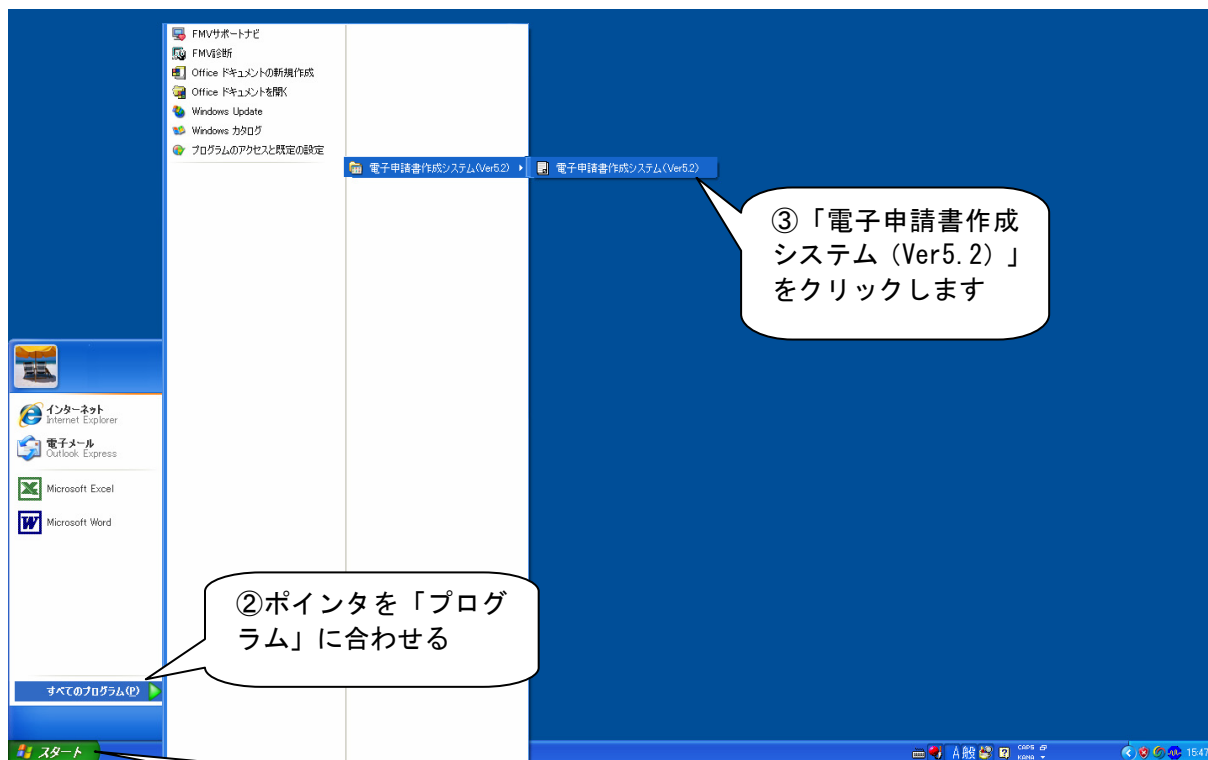 FMVサポートナビ
FMV診断
Office ドキュメントの新規作成
Office ドキュメントを開く
Windows Update
Windows カタログ
プログラムのアクセスと既定の設定
電子申請書作成システム(Ver5.2)
電子申請書作成システム(Ver5.2)
③「電子申請書作成
システム（Ver5.2）」
をクリックします
インターネット
Internet Explorer
電子メール
Outlook Express
Microsoft Excel
Microsoft Word
②ポインタを「プログ
ラム」に合わせる
すべてのプログラム(P)
スタート
A 般
CAPS
KANA
15:47